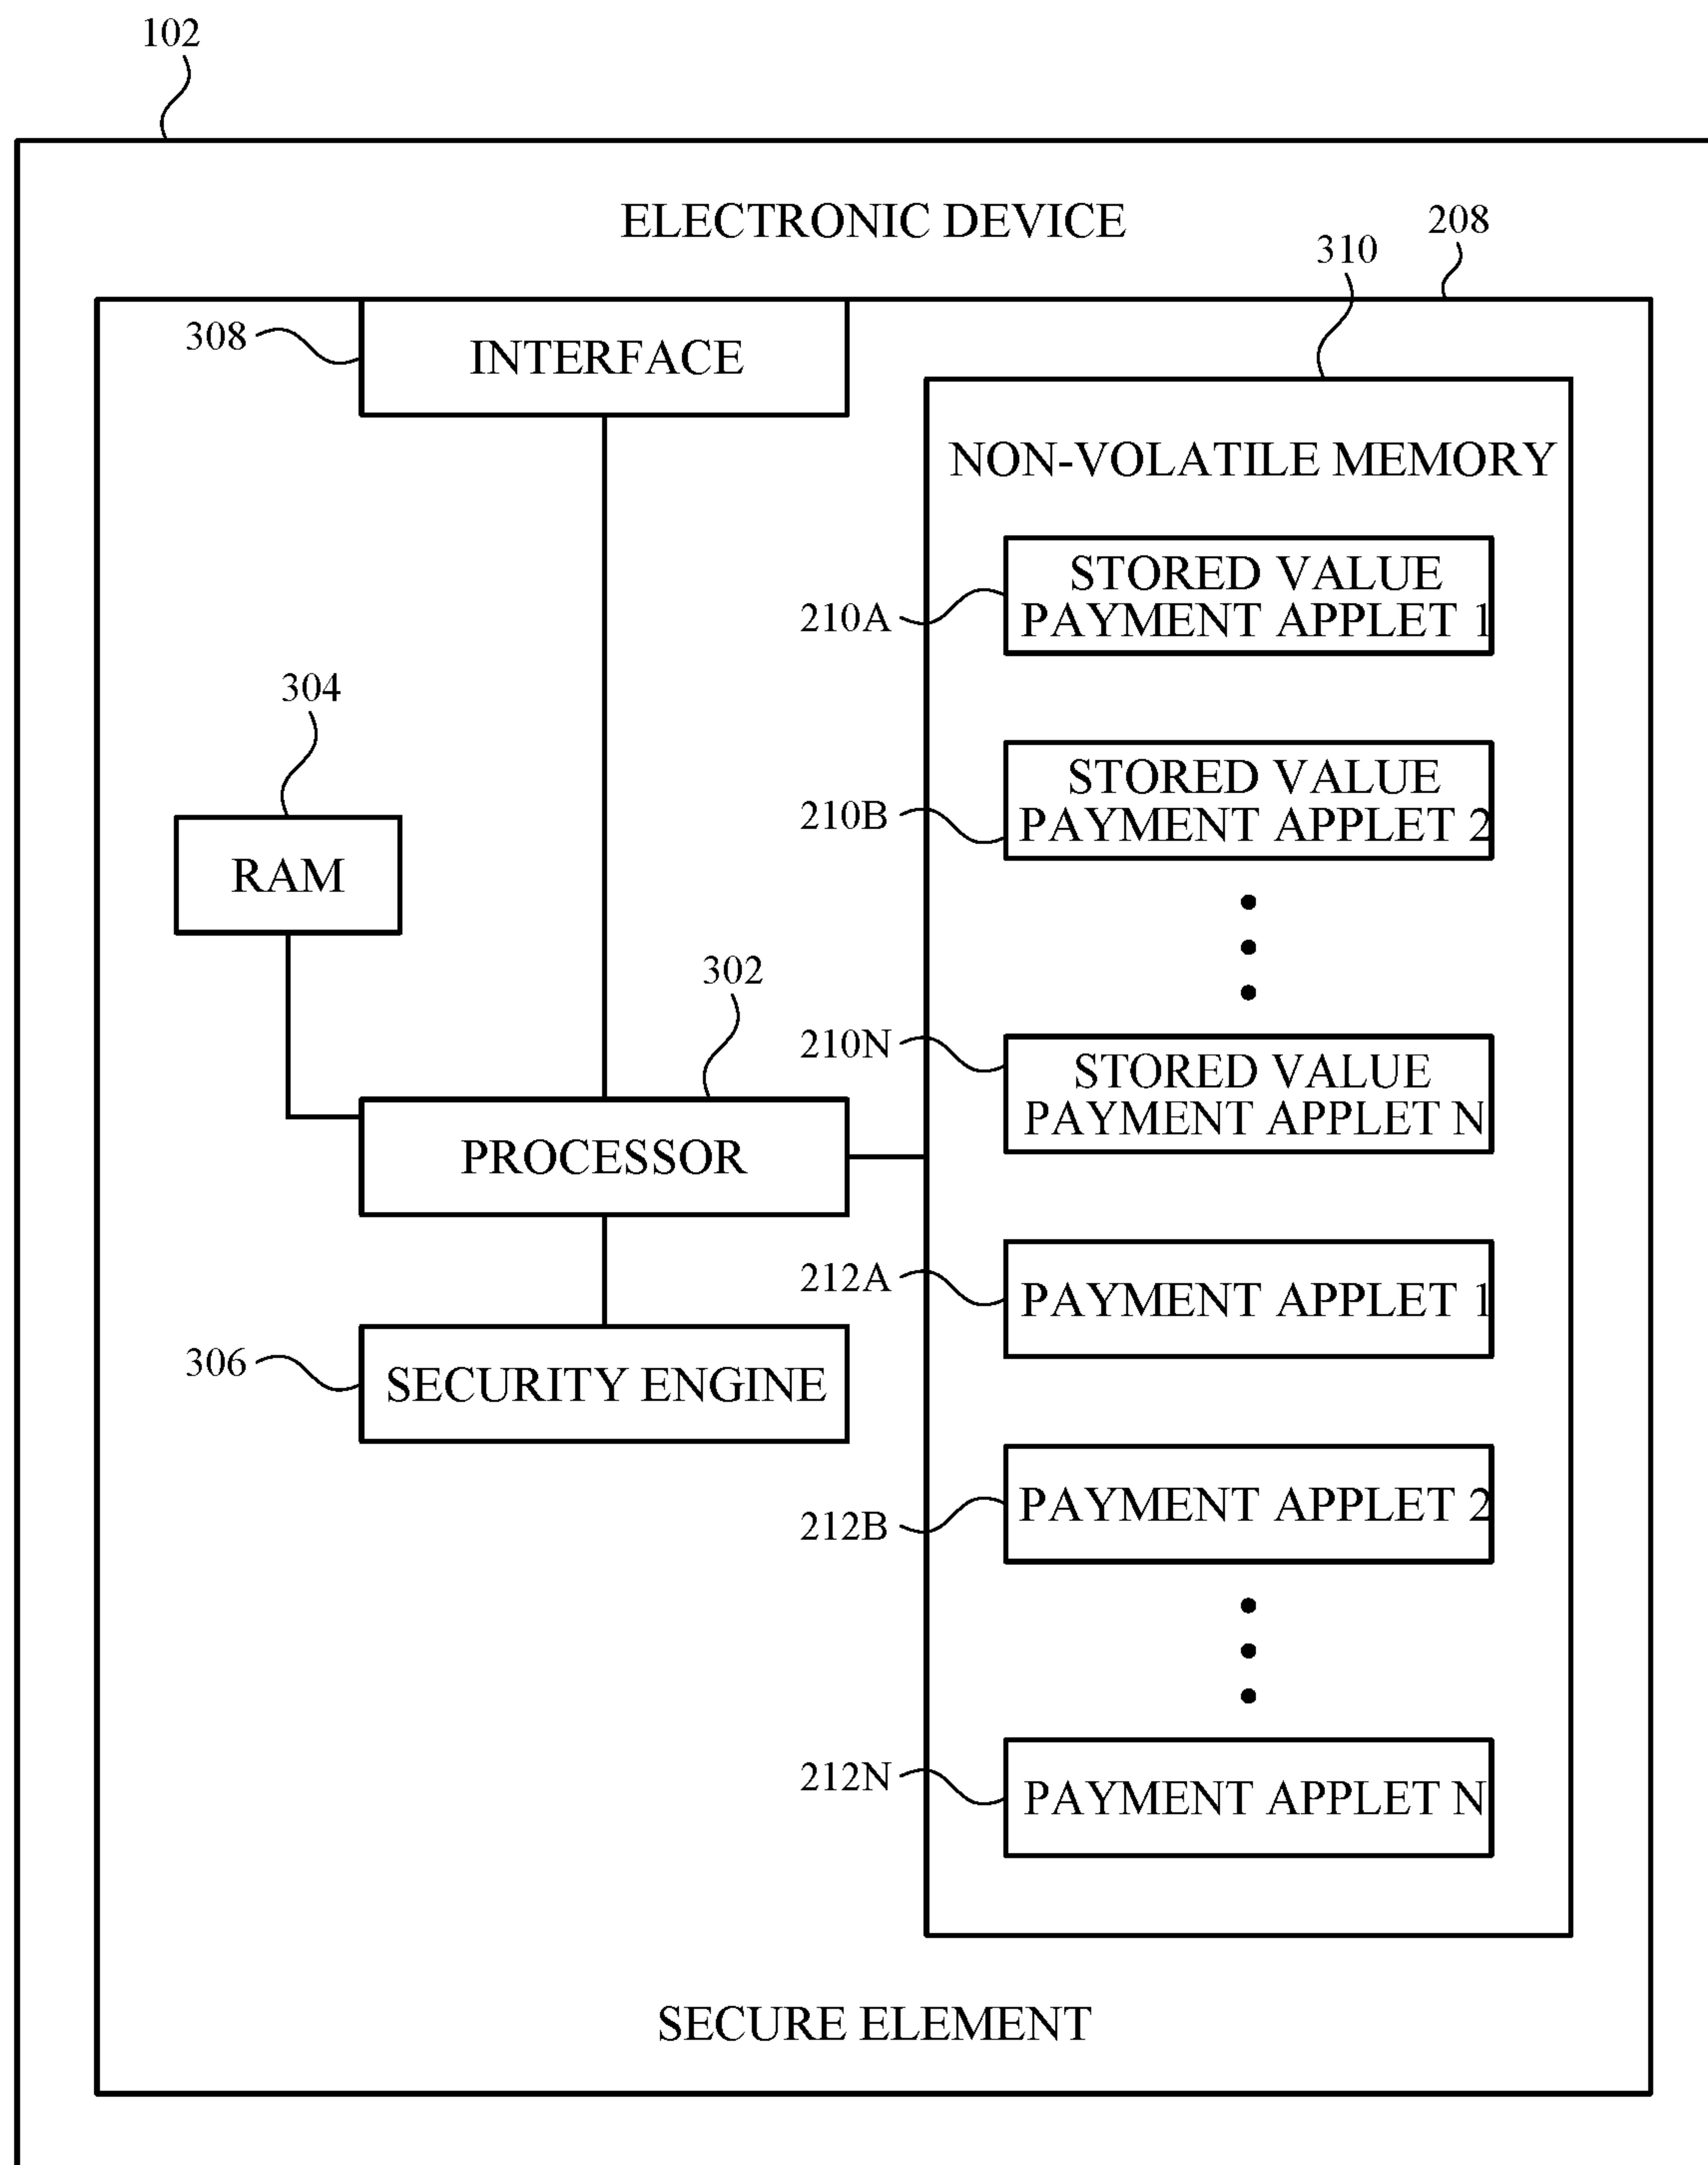 102
ELECTRONIC DEVICE
208
310
308
INTERFACE
NON-VOLATILE MEMORY
STORED VALUE
PAYMENT APPLET 1
210A
304
RAM
STORED VALUE
PAYMENT APPLET 2
210B
302
210N
STORED VALUE
PAYMENT APPLET N
PROCESSOR
212A
PAYMENT APPLET 1
306
SECURITY ENGINE
PAYMENT APPLET 2
212B
212N
PAYMENT APPLET N
SECURE ELEMENT